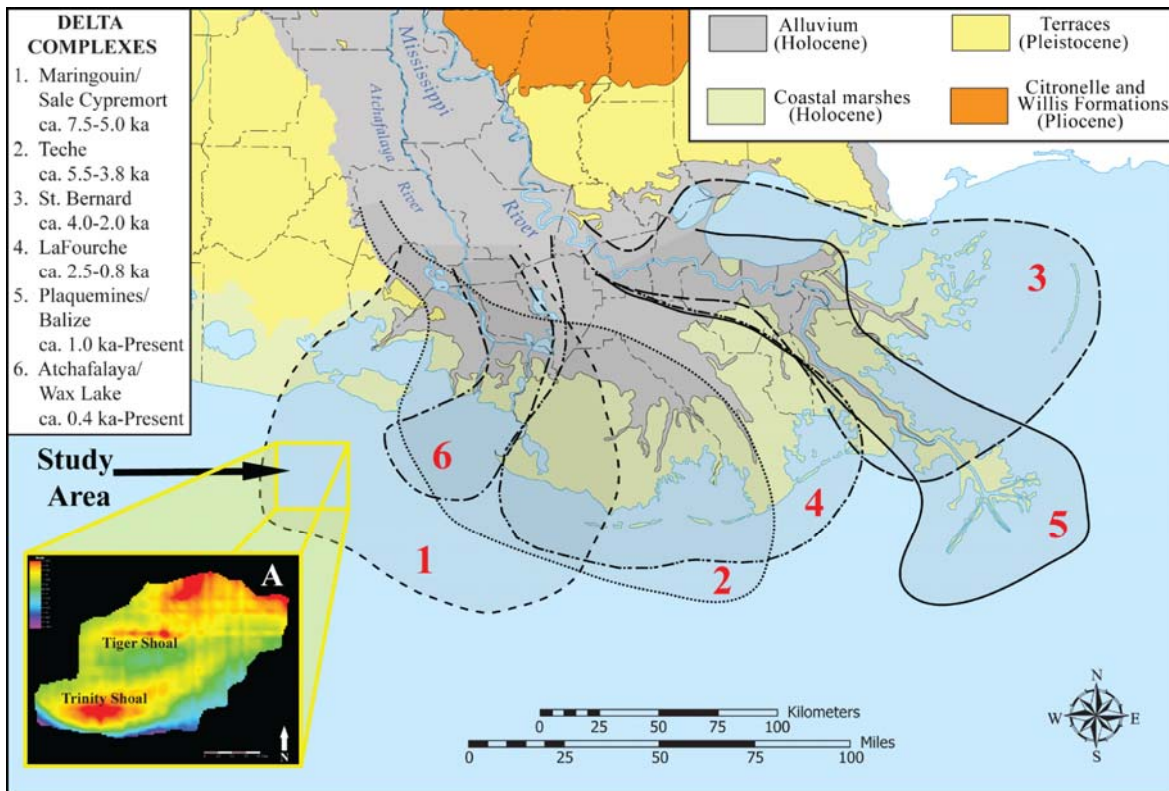 DELTA
COMPLEXES
1. Maringouin/
Sale Cypremort
ca. 7.5-5.0 ka
2. Teche
ca. 5.5-3.8 ka
3. St. Bernard
ca. 4.0-2.0 ka
4. LaFourche
ca. 2.5-0.8 ka
5. Plaquemines/
Balize
ca. 1.0 ka-Present
6. Atchafalaya/
Wax Lake
ca. 0.4 ka-Present
Alluvium
(Holocene)
Terraces
(Pleistocene)
Coastal marshes
(Holocene)
Citronelle and
Willis Formations
(Pliocene)
Mississippi
River
Atchafalaya
River
Study
Area
1
2
3
4
5
6
A
Tiger Shoal
Trinity Shoal
N
0 25 50 75 100 Kilometers
0 25 50 75 100 Miles
N
W E
S